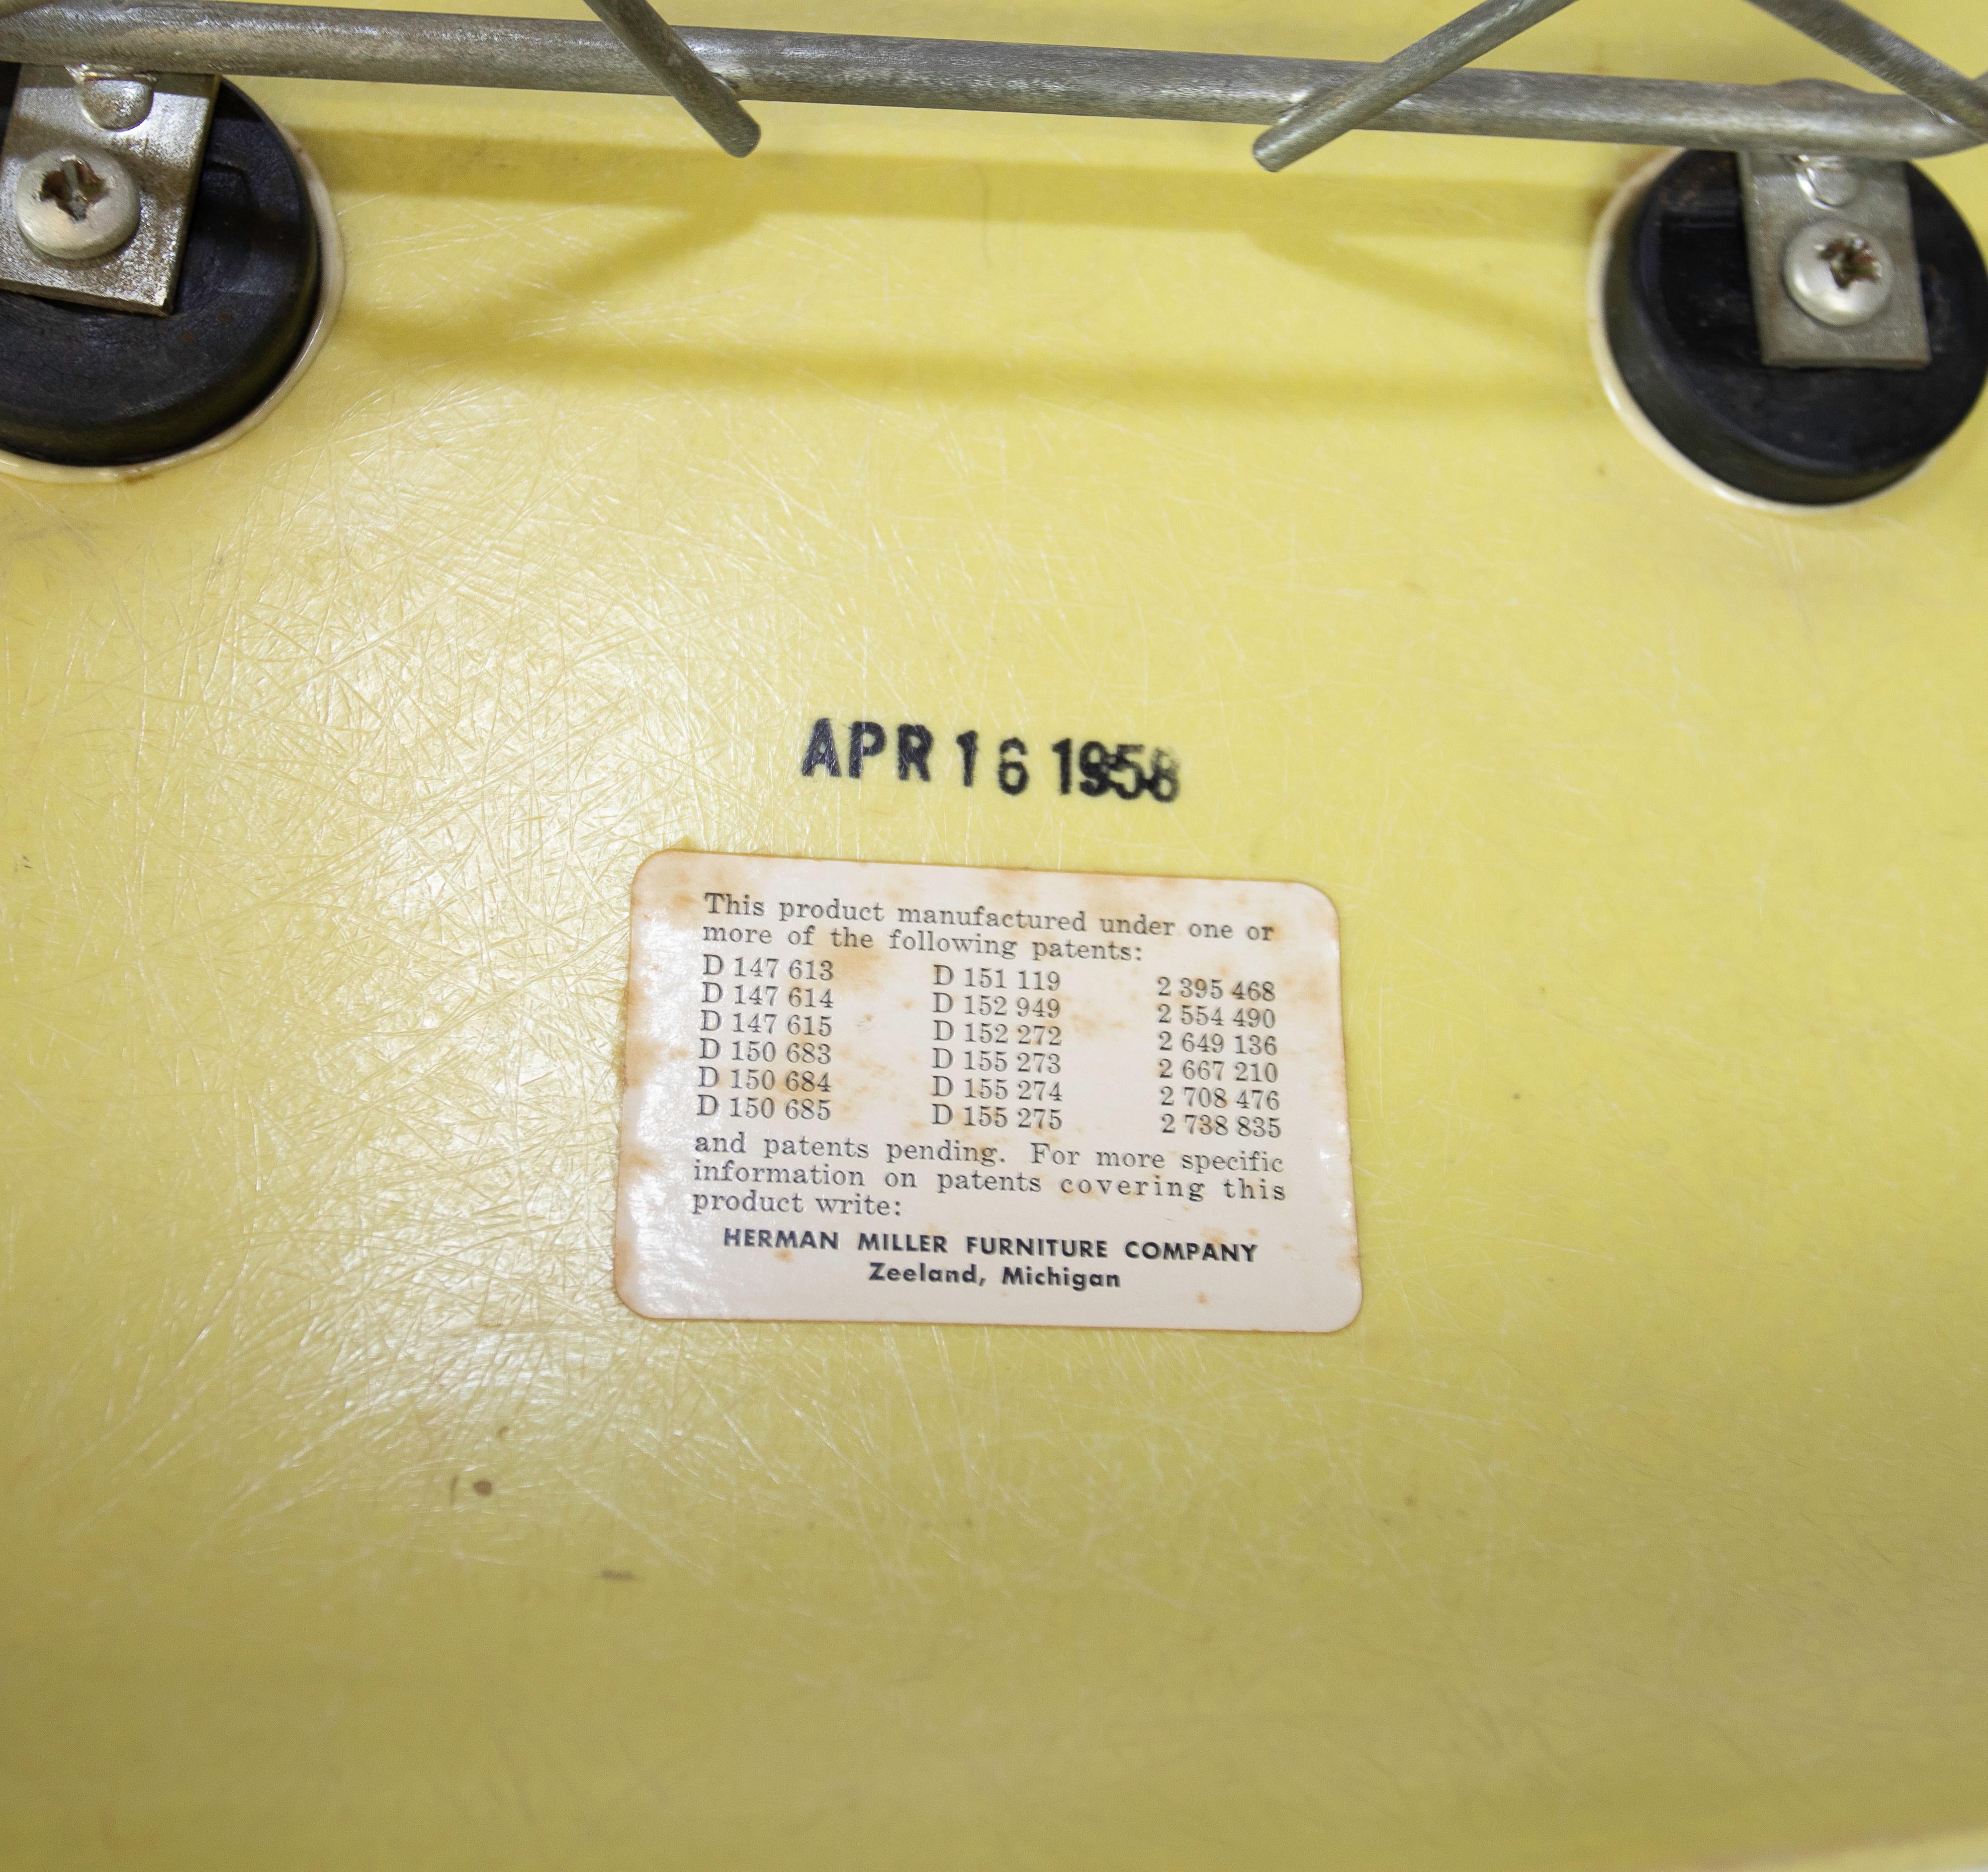 APR 16 1958
This product manufactured under one or
more of the following patents:
D 147 613 D 151 119 2 395 468
D 147 614 D 152 949 2 554 490
D 147 615 D 152 272 2 649 136
D 150 683 D 155 273 2 667 210
D 150 684 D 155 274 2 708 476
D 150 685 D 155 275 2 738 835
and patents pending. For more specific
information on patents covering this
product write:
HERMAN MILLER FURNITURE COMPANY
Zeeland, Michigan